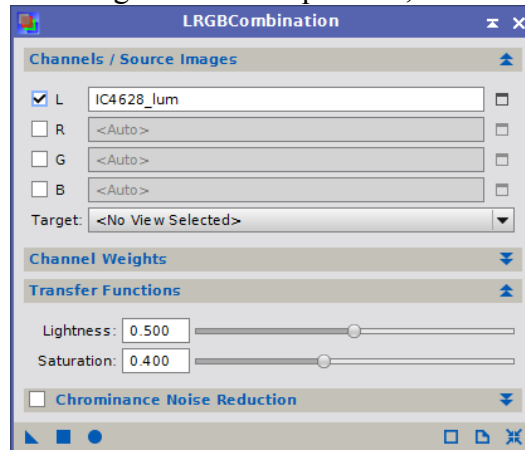 LRGBCombination
Channels / Source Images
L IC4628_lum
R <Auto>
G <Auto>
B <Auto>
Target: <No View Selected>
Channel Weights
Transfer Functions
Lightness: 0.500
Saturation: 0.400
Chrominance Noise Reduction